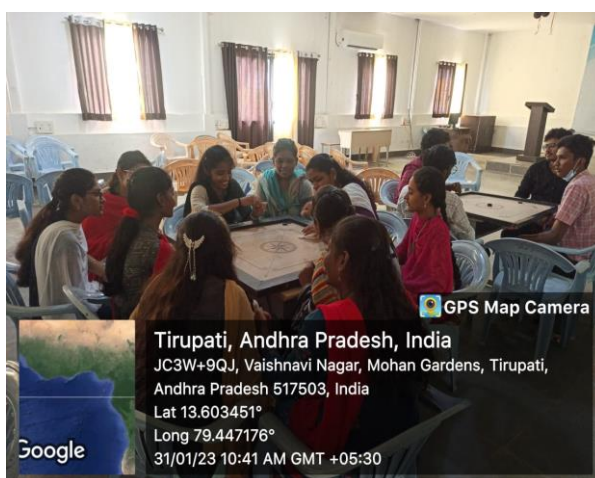 GPS Map Camera
Tirupati, Andhra Pradesh, India
JC3W+9QJ, Vaishnavi Nagar, Mohan Gardens, Tirupati,
Andhra Pradesh 517503, India
Lat 13.603451°
Long 79.447176°
31/01/23 10:41 AM GMT +05:30
Google